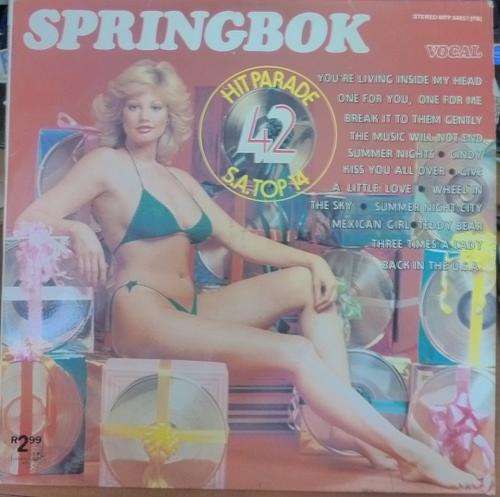 SPRINGBOK
VOCAL
HIT PARADE
42
S.A. TOP 14
YOU'RE LIVING INSIDE MY HEAD
ONE FOR YOU, ONE FOR ME
BREAK IT TO THEM GENTLY
THE MUSIC WILL NOT END
SUMMER NIGHTS • CINDY
KISS YOU ALL OVER • GIVE
A LITTLE LOVE • WHEEL IN
THE SKY • SUMMER NIGHT CITY
MEXICAN GIRL • TEDDY BEAR
THREE TIMES A LADY
BACK IN THE U.S.A.
R2.99